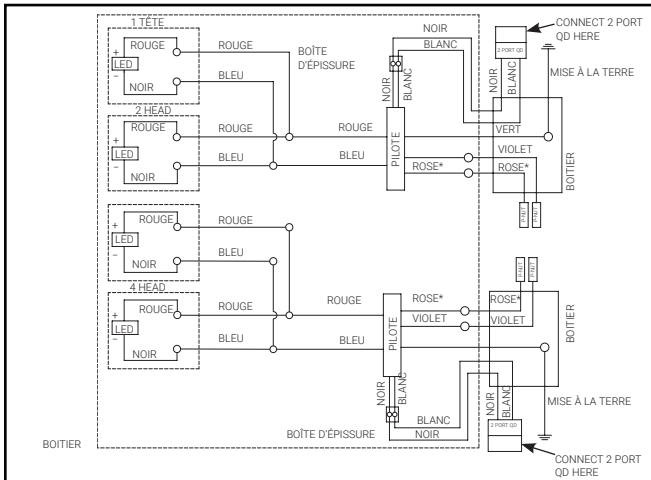 1 TÊTE
+
ROUGE
LED
–
NOIR
ROUGE
BLEU
BOÎTE
D'ÉPISSURE
NOIR
BLANC
NOIR
BLANC
CONNECT 2 PORT
QD HERE
2 PORT QD
NOIR
BLANC
MISE À LA TERRE
2 HEAD
+
ROUGE
LED
–
NOIR
ROUGE
BLEU
ROUGE
BLEU
PILOTE
VERT
VIOLET
ROSE*
ROSE*
BOITIER
P-NUT
P-NUT
+
ROUGE
LED
–
NOIR
ROUGE
BLEU
4 HEAD
+
ROUGE
LED
–
NOIR
ROUGE
BLEU
ROUGE
BLEU
PILOTE
P-NUT
P-NUT
ROSE*
ROSE*
VIOLET
VIOLET
BOITIER
NOIR
BLANC
BLANC
NOIR
NOIR
BLANC
MISE À LA TERRE
2 PORT QD
BOÎTE D'ÉPISSURE
BOITIER
CONNECT 2 PORT
QD HERE